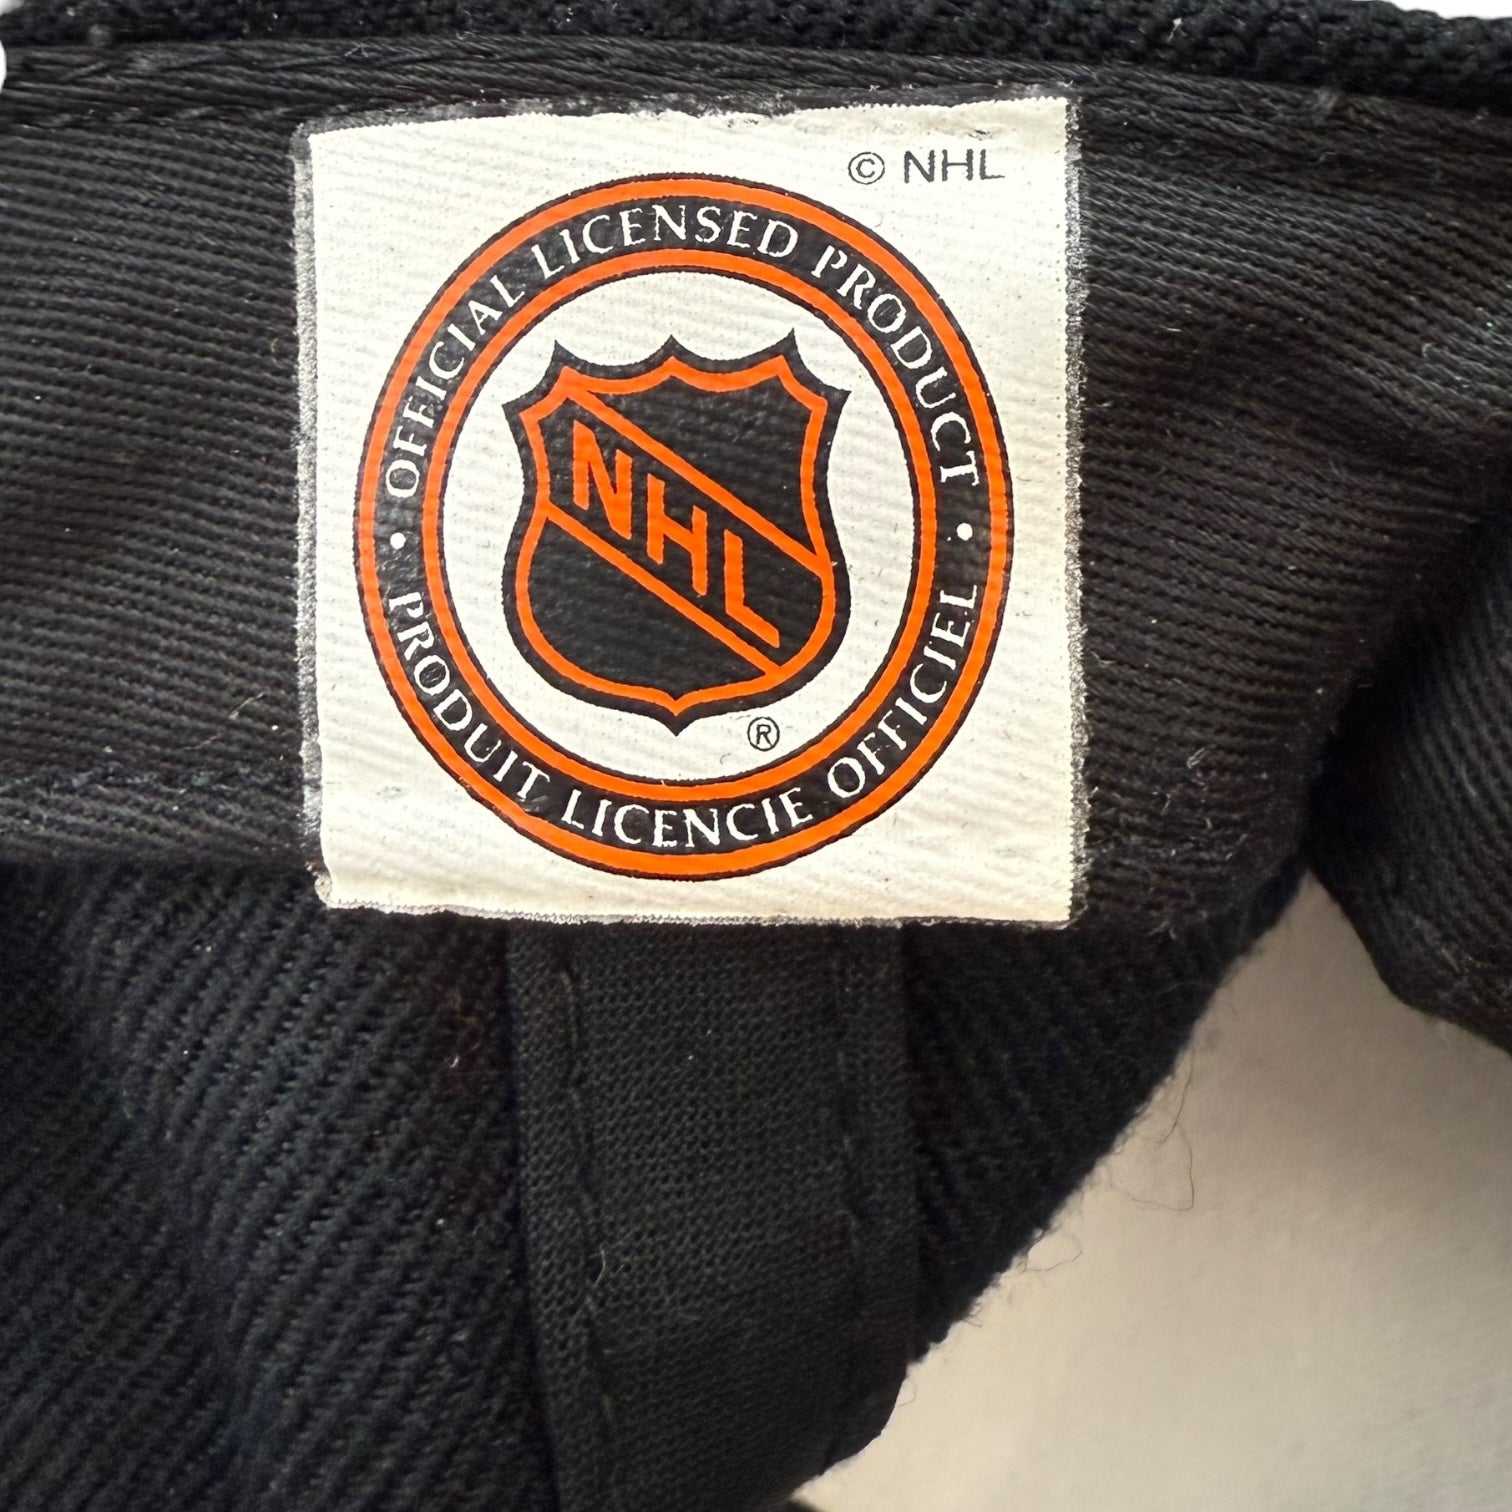 © NHL
OFFICIAL LICENSED PRODUCT
NHL
®
• PRODUIT LICENCIE OFFICIEL •